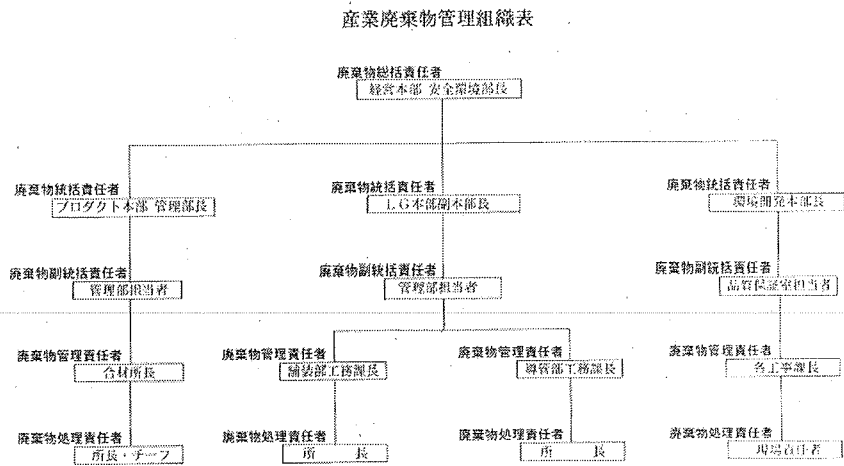 産業廃棄物管理組織表
廃棄物総括責任者
経営本部 安全環境部長
廃棄物統括責任者 廃棄物統括責任者 廃棄物統括責任者
プロダクト本部 管理部長 LG本部副本部長 環境開発本部長
廃棄物副統括責任者 廃棄物副統括責任者 廃棄物副統括責任者
管理部担当者 管理部担当者 品質保証室担当者
廃棄物管理責任者 廃棄物管理責任者 廃棄物管理責任者 廃棄物管理責任者
合材所長 舗装部工務課長 導管部工務課長 各工事課長
廃棄物処理責任者 廃棄物処理責任者 廃棄物処理責任者 廃棄物処理責任者
所長・チーフ 所 長 所 長 現場責任者